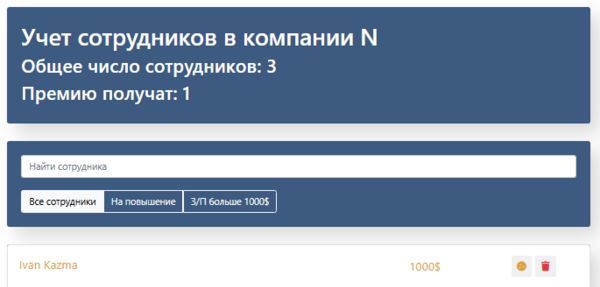 Учет сотрудников в компании N
Общее число сотрудников: 3
Премию получат: 1
Найти сотрудника
Все сотрудники На повышение З/П больше 1000$
Ivan Kazma 1000$